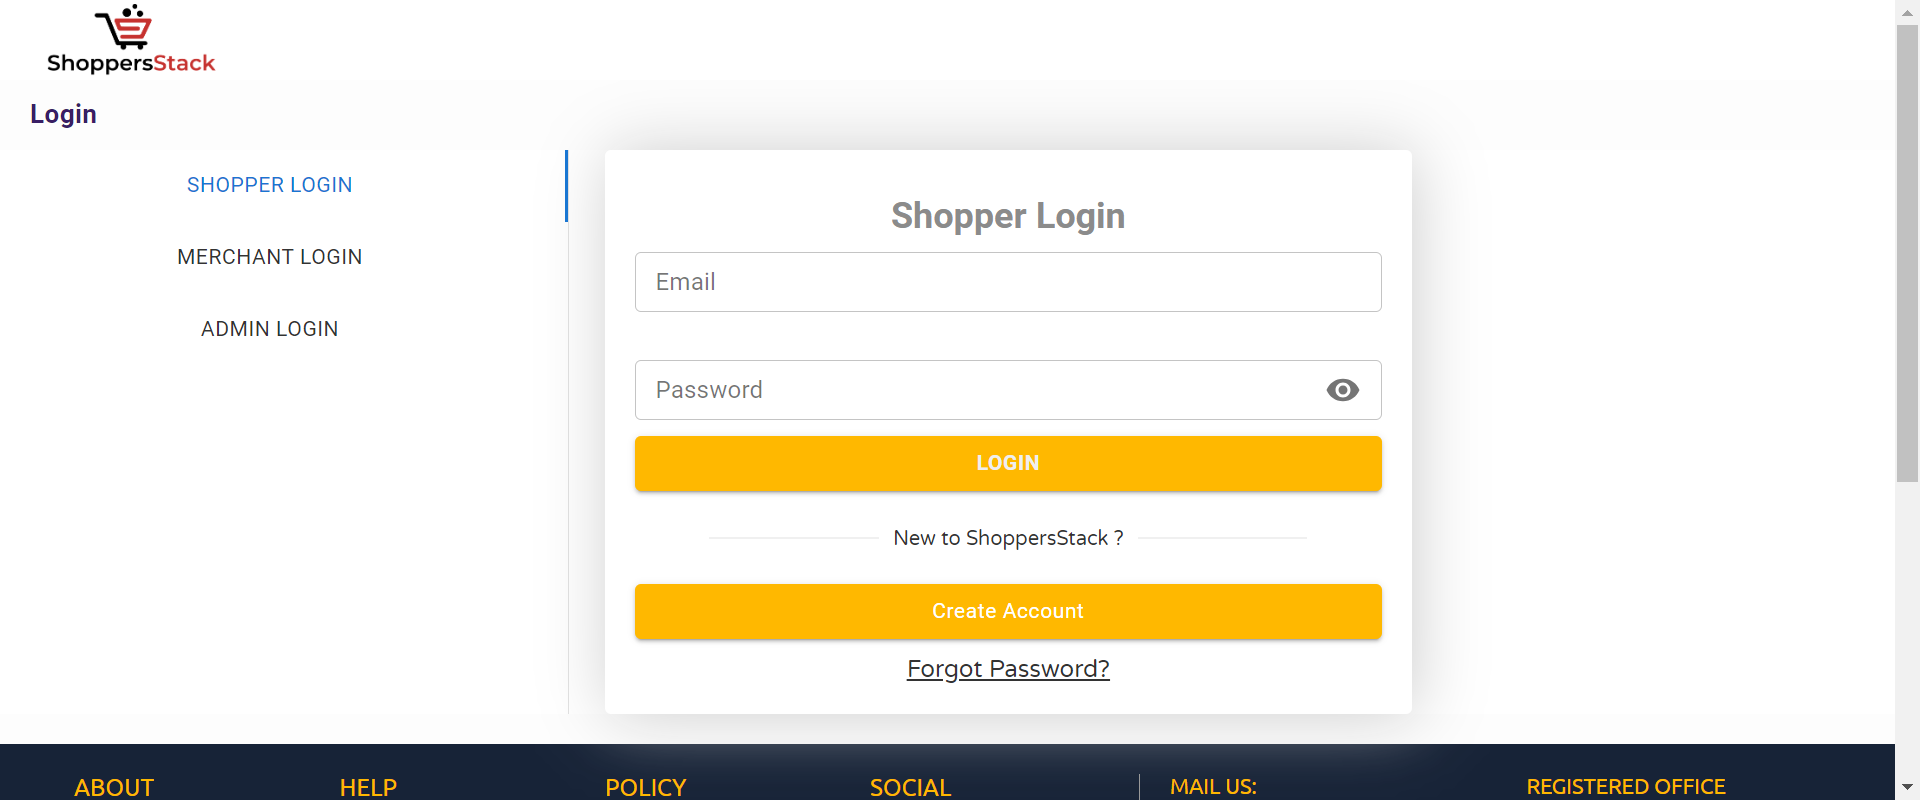 ShoppersStack
Login
SHOPPER LOGIN
MERCHANT LOGIN
ADMIN LOGIN
Shopper Login
Email
Password
LOGIN
New to ShoppersStack ?
Create Account
Forgot Password?
ABOUT
HELP
POLICY
SOCIAL
MAIL US:
REGISTERED OFFICE